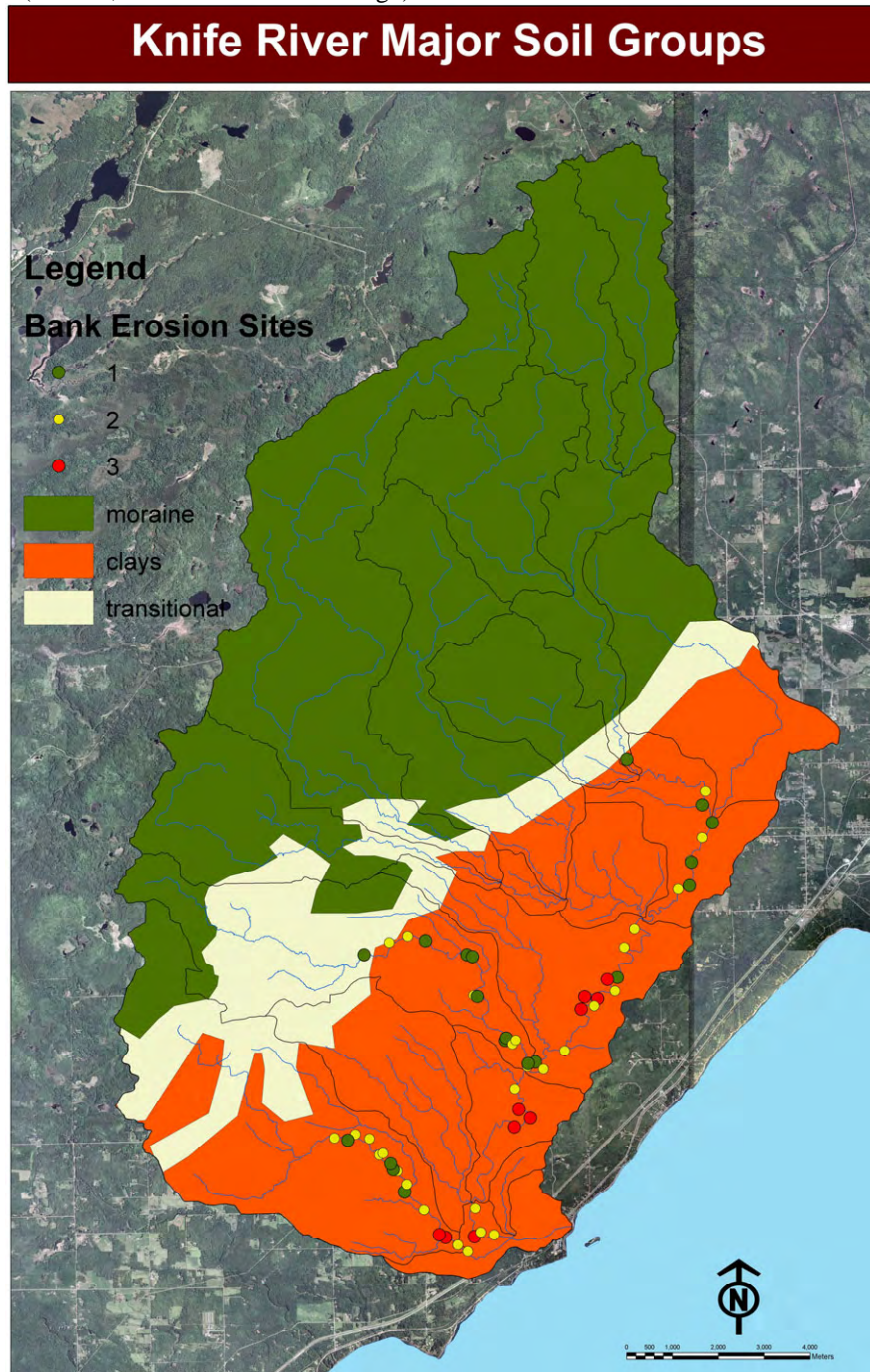 Knife River Major Soil Groups
Legend
Bank Erosion Sites
1
2
3
moraine
clays
transitional
N
0 500 1,000 2,000 3,000 4,000
Meters